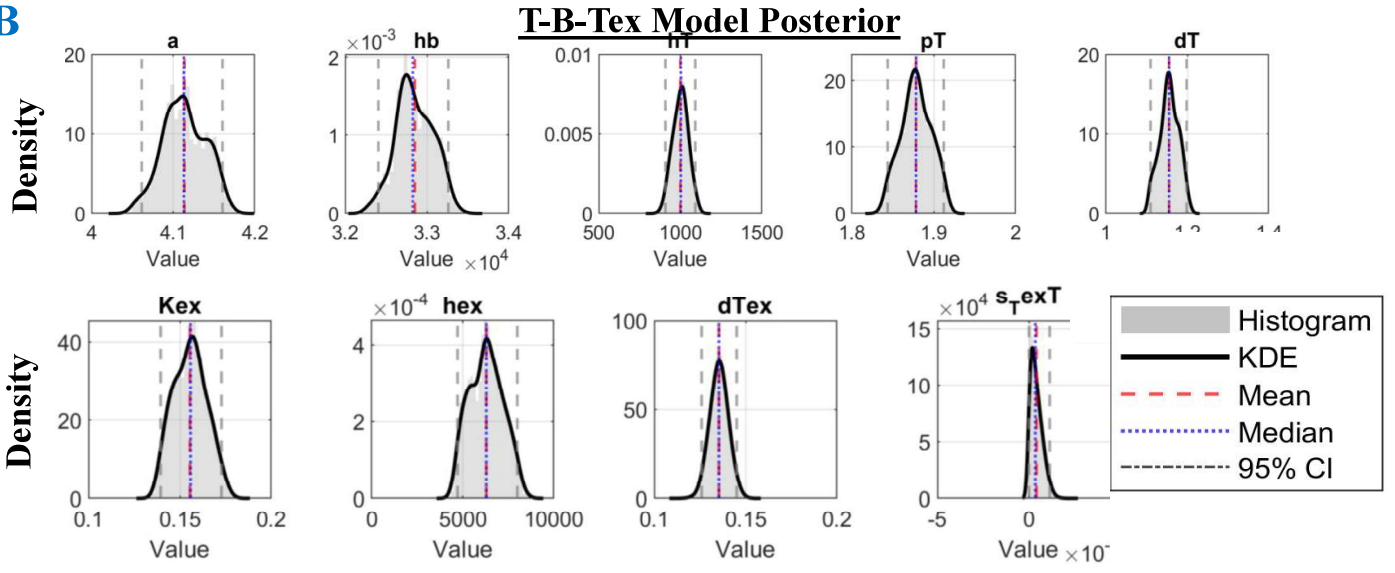 B
T-B-Tex Model Posterior
a
hb
hT
pT
dT
×10⁻³
20
10
0
2
1
0
0.01
0.005
0
20
10
0
20
10
0
Density
4 4.1 4.2
3.2 3.3 3.4
500 1000 1500
1.8 1.9 2
1 1.2 1.4
Value
Value ×10⁴
Value
Value
Kex
hex
dTex
s_TexT
×10⁻⁴
×10⁴
40
20
0
4
2
0
100
50
0
15
10
5
0
Density
0.1 0.15 0.2
0 5000 10000
0.1 0.15 0.2
-5 0
Value
Value
Value
Value ×10⁻
Histogram
KDE
Mean
Median
95% CI